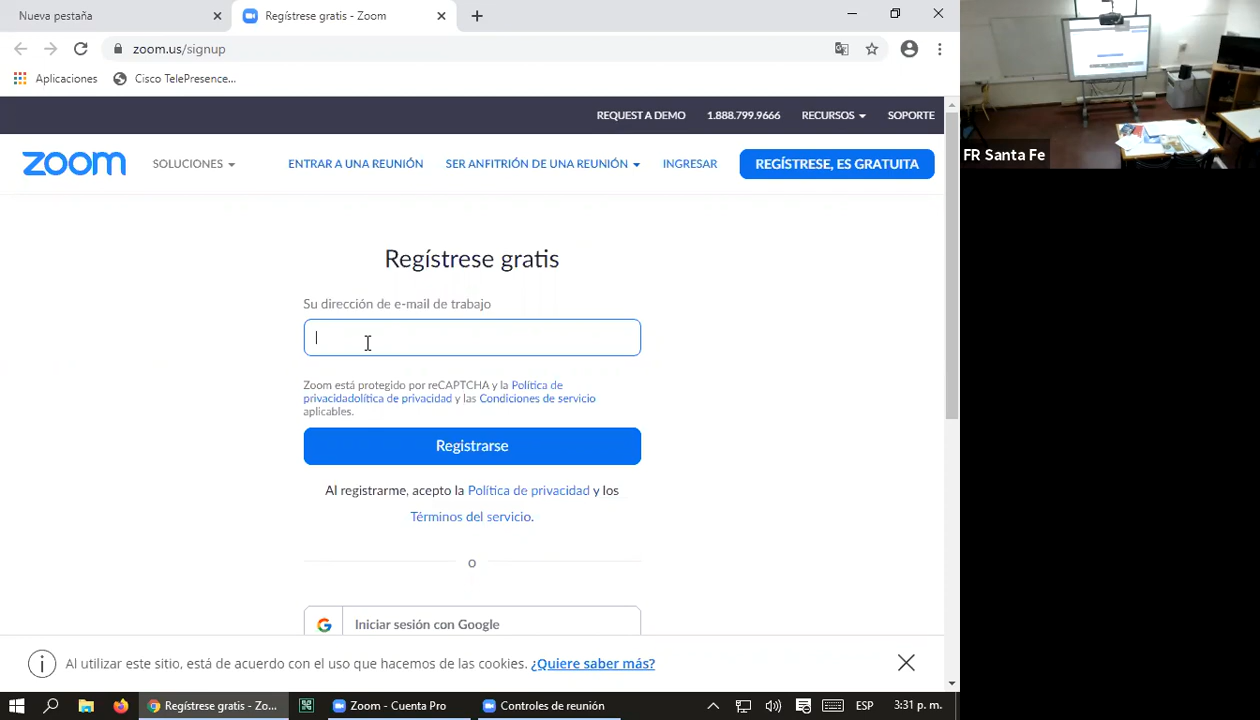 Nueva pestaña
Regístrese gratis - Zoom
zoom.us/signup
Aplicaciones
Cisco TelePresence...
REQUEST A DEMO
1.888.799.9666
RECURSOS
SOPORTE
zoom
SOLUCIONES
ENTRAR A UNA REUNIÓN
SER ANFITRIÓN DE UNA REUNIÓN
INGRESAR
REGÍSTRESE, ES GRATUITA
FR Santa Fe
Regístrese gratis
Su dirección de e-mail de trabajo
Zoom está protegido por reCAPTCHA y la Política de
privacidadolítica de privacidad y las Condiciones de servicio
aplicables.
Registrarse
Al registrarme, acepto la Política de privacidad y los
Términos del servicio.
o
Iniciar sesión con Google
Al utilizar este sitio, está de acuerdo con el uso que hacemos de las cookies. ¿Quiere saber más?
Regístrese gratis - Zo...
Zoom - Cuenta Pro
Controles de reunión
ESP
3:31 p. m.